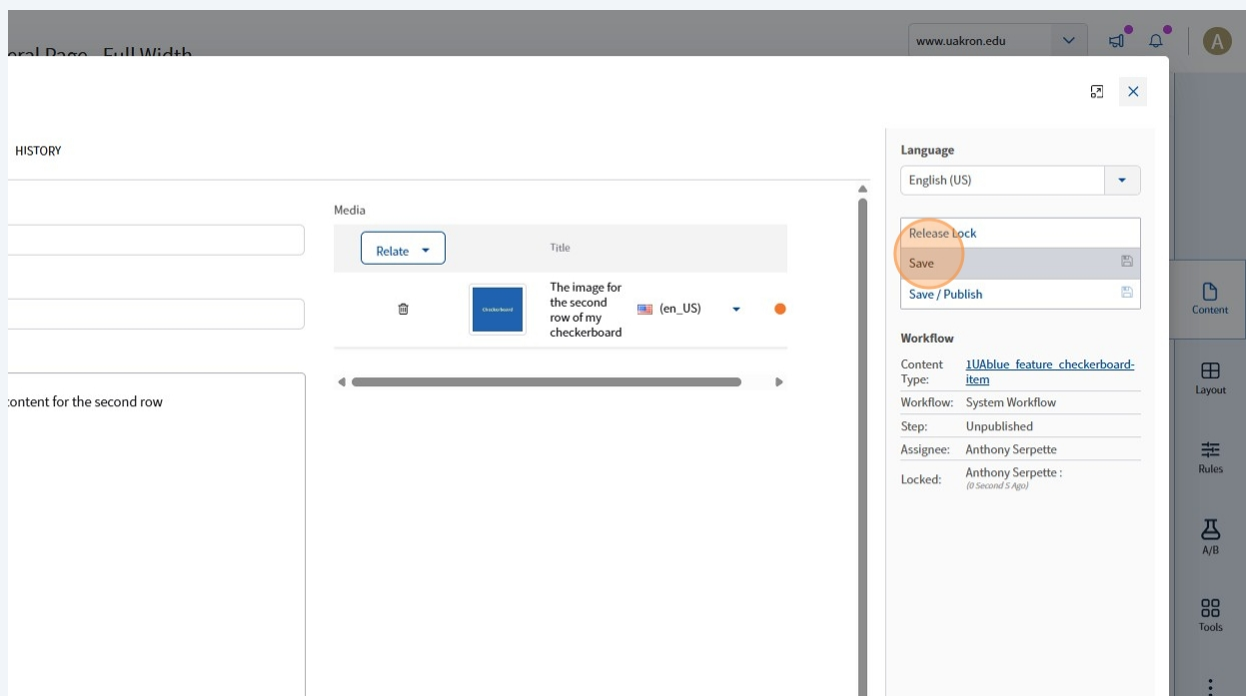 eral Page - Full Width
www.uakron.edu
A
HISTORY
Language
English (US)
Media
Relate
Title
Release Lock
Save
Save / Publish
The image for
the second
row of my
checkerboard
Checkerboard
(en_US)
Content
Workflow
Content
Type:
1UAblue_feature_checkerboard-
item
Workflow: System Workflow
Step: Unpublished
Assignee: Anthony Serpette
Locked: Anthony Serpette :
(0 Second S Ago)
content for the second row
Layout
Rules
A/B
Tools